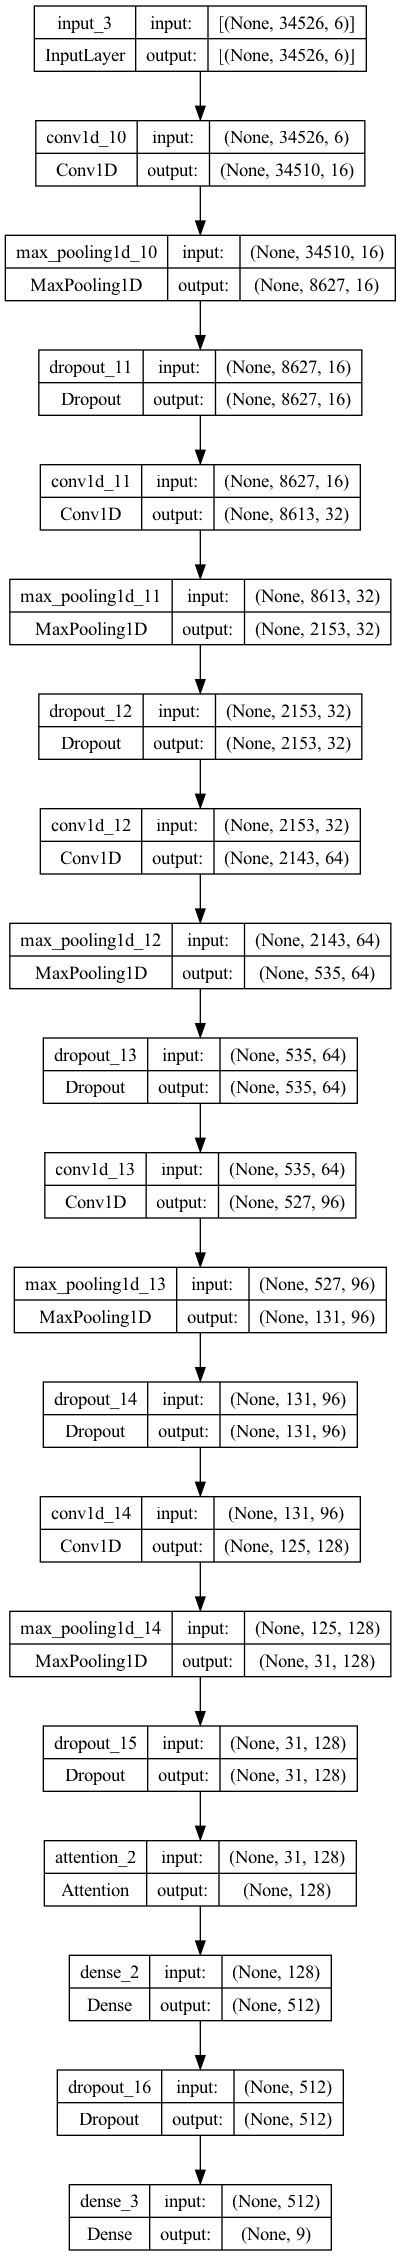 input_3 input: [(None, 34526, 6)]
InputLayer output: [(None, 34526, 6)]
conv1d_10 input: (None, 34526, 6)
Conv1D output: (None, 34510, 16)
max_pooling1d_10 input: (None, 34510, 16)
MaxPooling1D output: (None, 8627, 16)
dropout_11 input: (None, 8627, 16)
Dropout output: (None, 8627, 16)
conv1d_11 input: (None, 8627, 16)
Conv1D output: (None, 8613, 32)
max_pooling1d_11 input: (None, 8613, 32)
MaxPooling1D output: (None, 2153, 32)
dropout_12 input: (None, 2153, 32)
Dropout output: (None, 2153, 32)
conv1d_12 input: (None, 2153, 32)
Conv1D output: (None, 2143, 64)
max_pooling1d_12 input: (None, 2143, 64)
MaxPooling1D output: (None, 535, 64)
dropout_13 input: (None, 535, 64)
Dropout output: (None, 535, 64)
conv1d_13 input: (None, 535, 64)
Conv1D output: (None, 527, 96)
max_pooling1d_13 input: (None, 527, 96)
MaxPooling1D output: (None, 131, 96)
dropout_14 input: (None, 131, 96)
Dropout output: (None, 131, 96)
conv1d_14 input: (None, 131, 96)
Conv1D output: (None, 125, 128)
max_pooling1d_14 input: (None, 125, 128)
MaxPooling1D output: (None, 31, 128)
dropout_15 input: (None, 31, 128)
Dropout output: (None, 31, 128)
attention_2 input: (None, 31, 128)
Attention output: (None, 128)
dense_2 input: (None, 128)
Dense output: (None, 512)
dropout_16 input: (None, 512)
Dropout output: (None, 512)
dense_3 input: (None, 512)
Dense output: (None, 9)